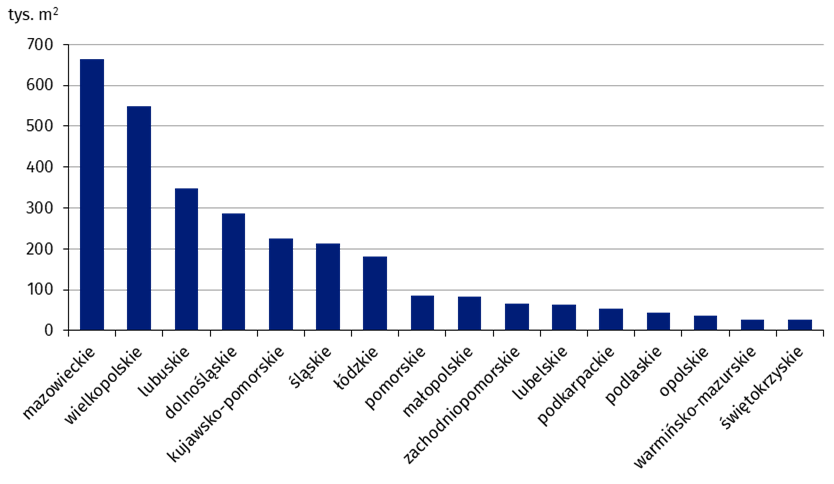 tys. m²
700
600
500
400
300
200
100
0
mazowieckie
wielkopolskie
lubuskie
dolnośląskie
kujawsko-pomorskie
śląskie
łódzkie
pomorskie
małopolskie
zachodniopomorskie
lubelskie
podkarpackie
podlaskie
opolskie
warmińsko-mazurskie
świętokrzyskie